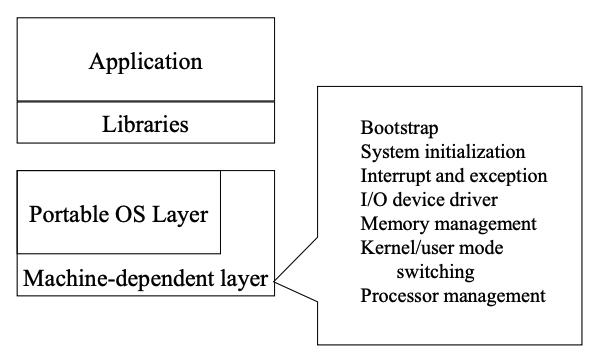 Application
Libraries
Portable OS Layer
Machine-dependent layer
Bootstrap
System initialization
Interrupt and exception
I/O device driver
Memory management
Kernel/user mode
switching
Processor management